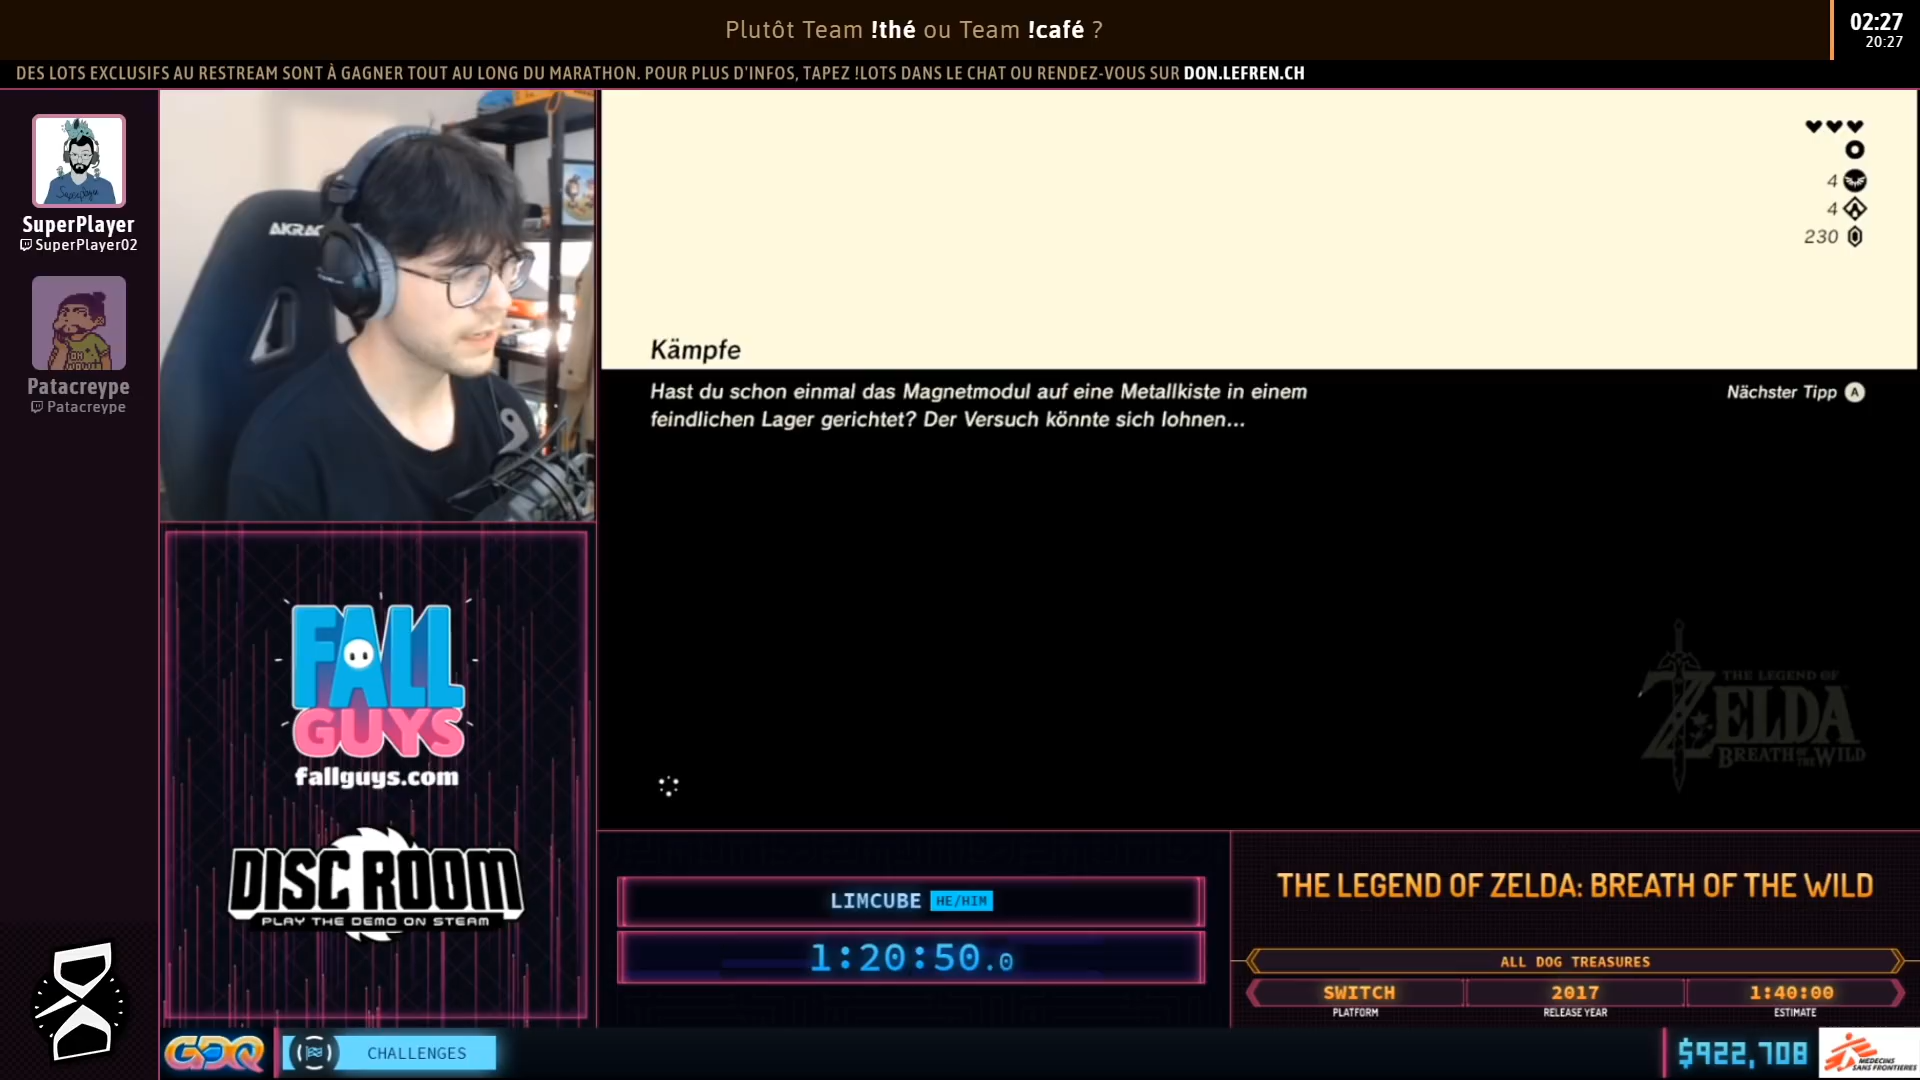 Plutôt Team !thé ou Team !café ?
02:27
20:27
DES LOTS EXCLUSIFS AU RESTREAM SONT À GAGNER TOUT AU LONG DU MARATHON. POUR PLUS D'INFOS, TAPEZ !LOTS DANS LE CHAT OU RENDEZ-VOUS SUR DON.LEFREN.CH
SuperPlayer
SuperPlayer02
Patacreype
Patacreype
AKRAC
4
4
230
Kämpfe
Hast du schon einmal das Magnetmodul auf eine Metallkiste in einem
feindlichen Lager gerichtet? Der Versuch könnte sich lohnen...
Nächster Tipp A
THE LEGEND OF
ZELDA
BREATH OF THE WILD
FALL
GUYS
fallguys.com
DISC ROOM
PLAY THE DEMO ON STEAM
LIMCUBE HE/HIM
1:20:50.0
THE LEGEND OF ZELDA: BREATH OF THE WILD
ALL DOG TREASURES
SWITCH 2017 1:40:00
PLATFORM RELEASE YEAR ESTIMATE
GDQ
CHALLENGES
$922,708
MEDECINS
SANS FRONTIERES